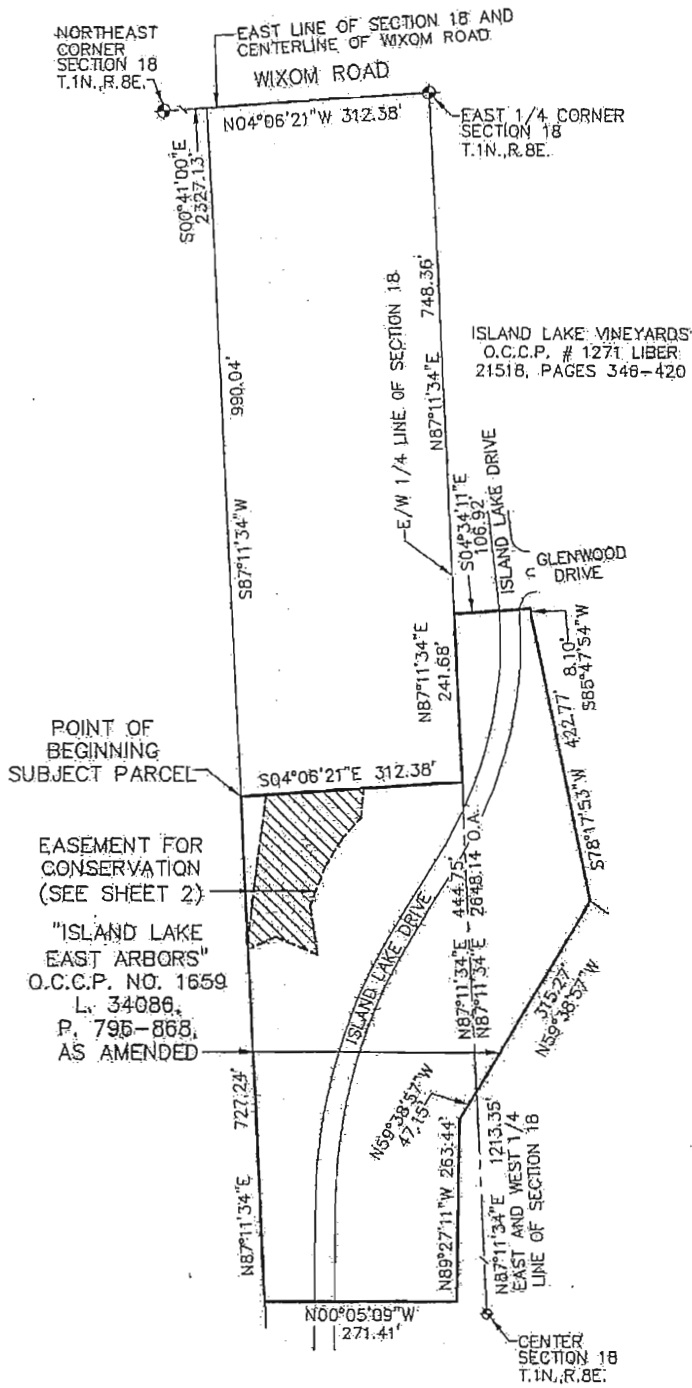 NORTHEAST
CORNER
SECTION 18
T.1N.,R.8E.
EAST LINE OF SECTION 18 AND
CENTERLINE OF WIXOM ROAD
WIXOM ROAD
N04°06'21"W 312.38'
EAST 1/4 CORNER
SECTION 18
T.1N.,R.8E.
S00°41'00"E
2327.13'
990.04'
S87°11'34"W
E/W 1/4 LINE OF SECTION 18
748.36'
N87°11'34"E
ISLAND LAKE VINEYARDS
O.C.C.P. # 1271 LIBER
21518, PAGES 346-420
S04°34'11"E
106.92'
ISLAND LAKE DRIVE
GLENWOOD
DRIVE
8.10'
S85°47'54"W
N87°11'34"E
241.68'
422.77'
S78°17'53"W
POINT OF
BEGINNING
SUBJECT PARCEL
S04°06'21"E 312.38'
EASEMENT FOR
CONSERVATION
(SEE SHEET 2)
"ISLAND LAKE
EAST ARBORS"
O.C.C.P. NO. 1659
L. 34086,
P. 795-868,
AS AMENDED
ISLAND LAKE DRIVE
N87°11'34"E - 444.75'
N87°11'34"E - 2648.14 O.A.
315.27'
N59°38'57"W
N59°38'57"W
47.15'
727.24'
N87°11'34"E
N89°27'11"W 263.44'
N87°11'34"E 1213.35'
EAST AND WEST 1/4
LINE OF SECTION 18
N00°05'09"W
271.41'
CENTER
SECTION 18
T.1N.,R.8E.